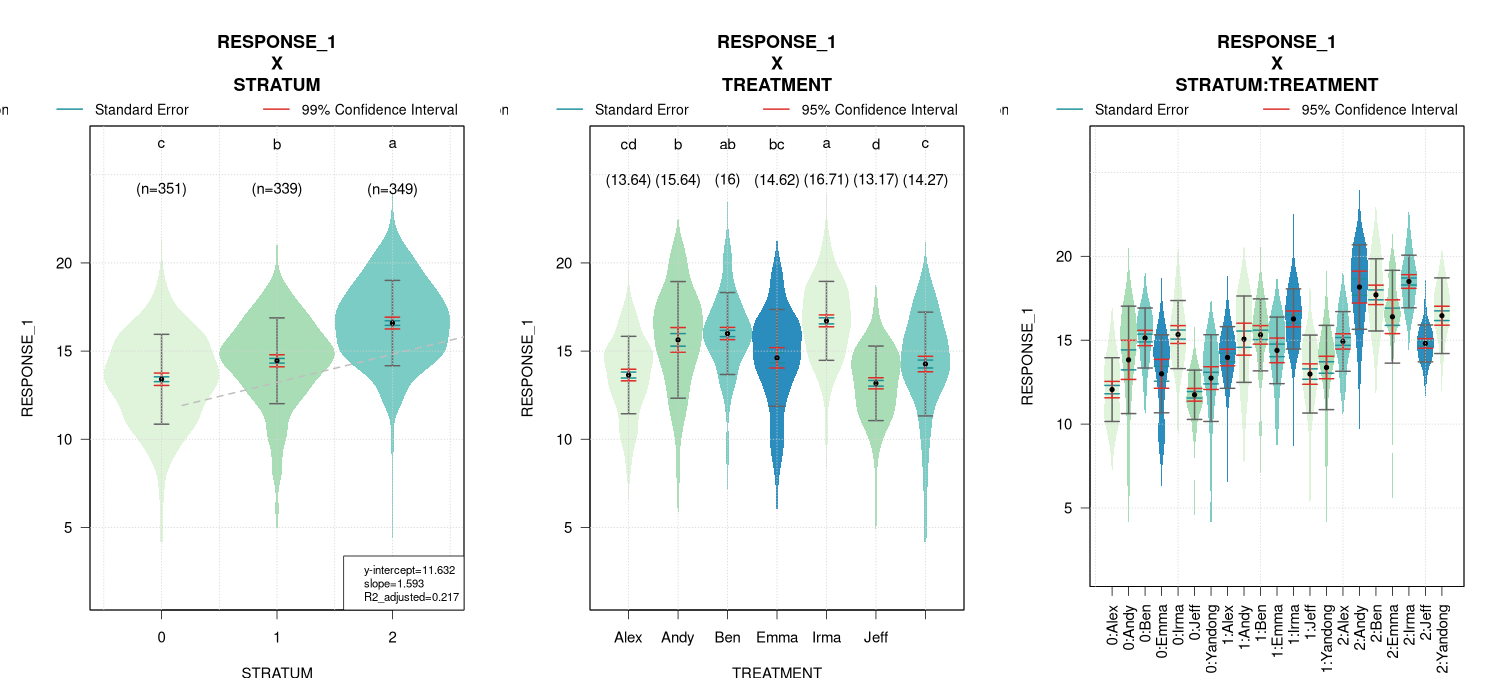 RESPONSE_1
X
STRATUM
Standard Error
99% Confidence Interval
c
b
a
(n=351)
(n=339)
(n=349)
20
15
10
5
RESPONSE_1
y-intercept=11.632
slope=1.593
R2_adjusted=0.217
0
1
2
STRATUM
RESPONSE_1
X
TREATMENT
on
Standard Error
95% Confidence Interval
cd
b
ab
bc
a
d
c
(13.64)
(15.64)
(16)
(14.62)
(16.71)
(13.17)
(14.27)
20
15
10
5
RESPONSE_1
Alex
Andy
Ben
Emma
Irma
Jeff
TREATMENT
RESPONSE_1
X
STRATUM:TREATMENT
on
Standard Error
95% Confidence Interval
20
15
10
5
RESPONSE_1
0:Alex
0:Andy
0:Ben
0:Emma
0:Irma
0:Jeff
0:Yandong
1:Alex
1:Andy
1:Ben
1:Emma
1:Irma
1:Jeff
1:Yandong
2:Alex
2:Andy
2:Ben
2:Emma
2:Irma
2:Jeff
2:Yandong